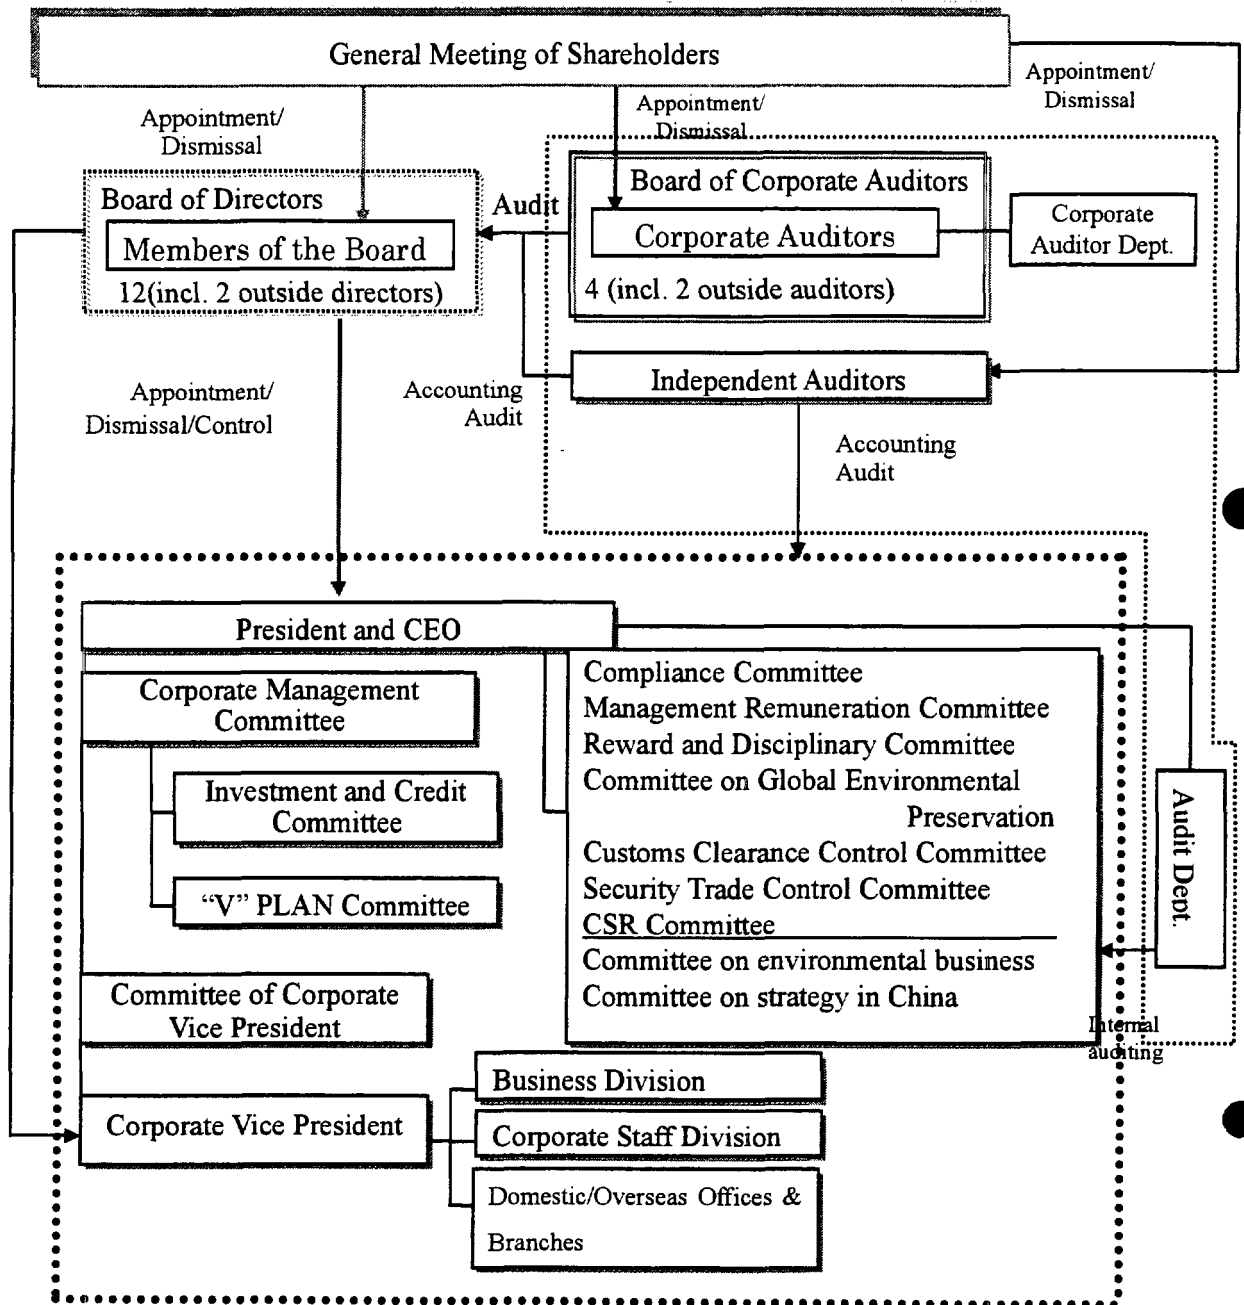 General Meeting of Shareholders
Appointment/
Dismissal
Appointment/
Dismissal
Appointment/
Dismissal
Board of Directors
Members of the Board
12(incl. 2 outside directors)
Audit
Board of Corporate Auditors
Corporate Auditors
4 (incl. 2 outside auditors)
Corporate
Auditor Dept.
Independent Auditors
Appointment/
Dismissal/Control
Accounting
Audit
Accounting
Audit
President and CEO
Corporate Management
Committee
Investment and Credit
Committee
“V” PLAN Committee
Committee of Corporate
Vice President
Corporate Vice President
Compliance Committee
Management Remuneration Committee
Reward and Disciplinary Committee
Committee on Global Environmental
Preservation
Customs Clearance Control Committee
Security Trade Control Committee
CSR Committee
Committee on environmental business
Committee on strategy in China
Audit Dept.
Internal
auditing
Business Division
Corporate Staff Division
Domestic/Overseas Offices &
Branches